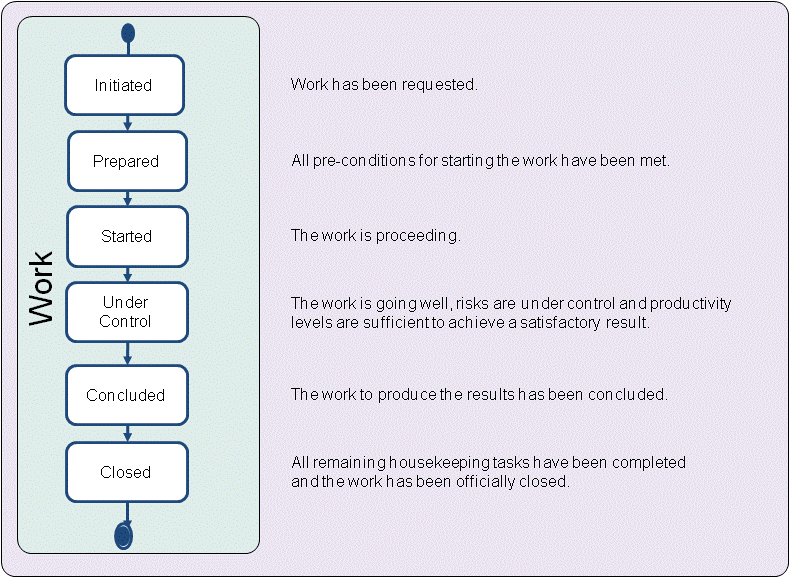 Work
Initiated
Work has been requested.
Prepared
All pre-conditions for starting the work have been met.
Started
The work is proceeding.
Under
Control
The work is going well, risks are under control and productivity
levels are sufficient to achieve a satisfactory result.
Concluded
The work to produce the results has been concluded.
Closed
All remaining housekeeping tasks have been completed
and the work has been officially closed.